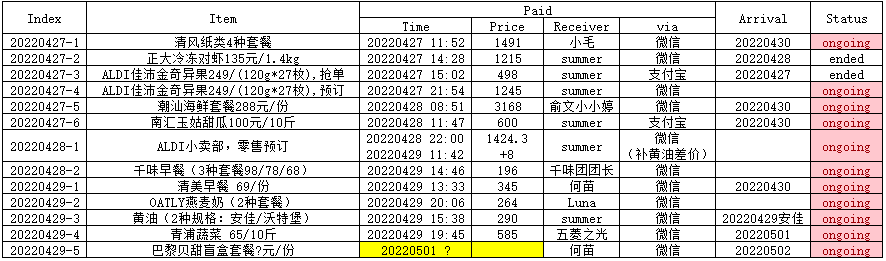 Index Item Paid Arrival Status
Time Price Receiver via
20220427-1 清风纸类4种套餐 20220427 11:52 1491 小毛 微信 20220430 ongoing
20220427-2 正大冷冻对虾135元/1.4kg 20220427 14:28 1215 summer 微信 20220428 ended
20220427-3 ALDI佳沛金奇异果249/(120g*27枚),抢单 20220427 15:02 498 summer 支付宝 20220427 ended
20220427-4 ALDI佳沛金奇异果249/(120g*27枚),预订 20220427 21:54 1245 summer 微信 ongoing
20220427-5 潮汕海鲜套餐288元/份 20220428 08:51 3168 俞文小小婷 微信 20220430 ongoing
20220427-6 南汇玉姑甜瓜100元/10斤 20220428 11:47 600 summer 支付宝 20220430 ongoing
20220428-1 ALDI小卖部,零售预订 20220428 22:00 1424.3 summer 微信 ongoing
20220429 11:42 +8 (补黄油差价)
20220428-2 千味早餐(3种套餐98/78/68) 20220429 14:46 196 千味团团长 微信 ongoing
20220429-1 清美早餐 69/份 20220429 13:33 345 何苗 微信 20220430 ongoing
20220429-2 OATLY燕麦奶(2种套餐) 20220429 20:06 264 Luna 微信 ongoing
20220429-3 黄油(2种规格:安佳/沃特堡) 20220429 15:38 290 summer 微信 20220429安佳 ongoing
20220429-4 青浦蔬菜 65/10斤 20220429 19:45 585 五蒌之光 微信 20220501 ongoing
20220429-5 巴黎贝甜盲盒套餐?元/份 20220501 ? 何苗 微信 20220502 ongoing